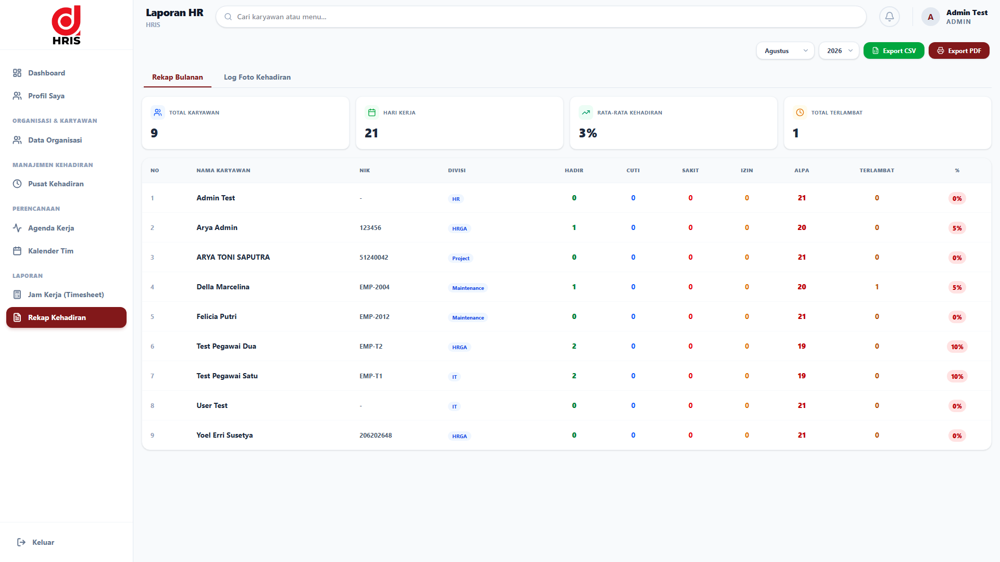 HRIS
Laporan HR
HRIS
Cari karyawan atau menu...
A
Admin Test
ADMIN
Agustus
2026
Export CSV
Export PDF
Dashboard
Profil Saya
ORGANISASI & KARYAWAN
Data Organisasi
MANAJEMEN KEHADIRAN
Pusat Kehadiran
PERENCANAAN
Agenda Kerja
Kalender Tim
LAPORAN
Jam Kerja (Timesheet)
Rekap Kehadiran
Keluar
Rekap Bulanan
Log Foto Kehadiran
TOTAL KARYAWAN
9
HARI KERJA
21
RATA-RATA KEHADIRAN
3%
TOTAL TERLAMBAT
1
NO NAMA KARYAWAN NIK DIVISI HADIR CUTI SAKIT IZIN ALPA TERLAMBAT %
1 Admin Test - HR 0 0 0 0 21 0 0%
2 Arya Admin 123456 HRGA 1 0 0 0 20 0 5%
3 ARYA TONI SAPUTRA 51240042 Project 0 0 0 0 21 0 0%
4 Della Marcelina EMP-2004 Maintenance 1 0 0 0 20 1 5%
5 Felicia Putri EMP-2012 Maintenance 0 0 0 0 21 0 0%
6 Test Pegawai Dua EMP-T2 HRGA 2 0 0 0 19 0 10%
7 Test Pegawai Satu EMP-T1 IT 2 0 0 0 19 0 10%
8 User Test - IT 0 0 0 0 21 0 0%
9 Yoel Erri Susetya 206202648 HRGA 0 0 0 0 21 0 0%